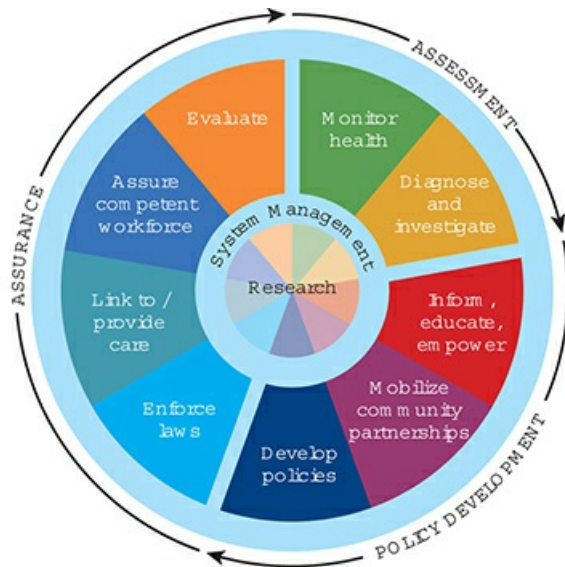 ASSESSMENT
Monitor
health
Diagnose
and
investigate
Inform,
educate,
empower
Mobilize
community
partnerships
POLICY DEVELOPMENT
Develop
policies
Enforce
laws
Link to /
provide
care
Assure
competent
workforce
Evaluate
ASSURANCE
System Management
Research